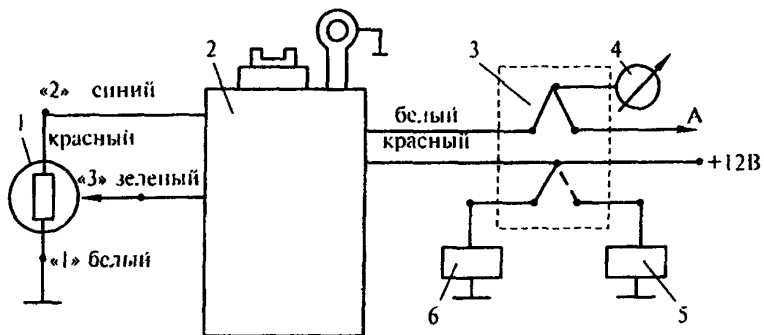 2
3
4
«2» синий
белый
А
1
красный
красный
+12В
«3» зеленый
«1» белый
6
5